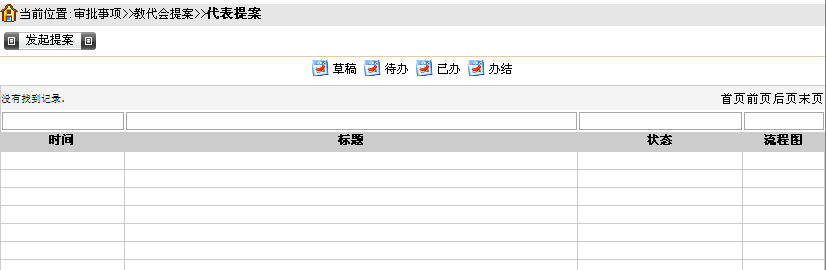 当前位置:审批事项>>教代会提案>>代表提案
发起提案
草稿 待办 已办 办结
没有找到记录.
首页前页后页末页
时间 标题 状态 流程图